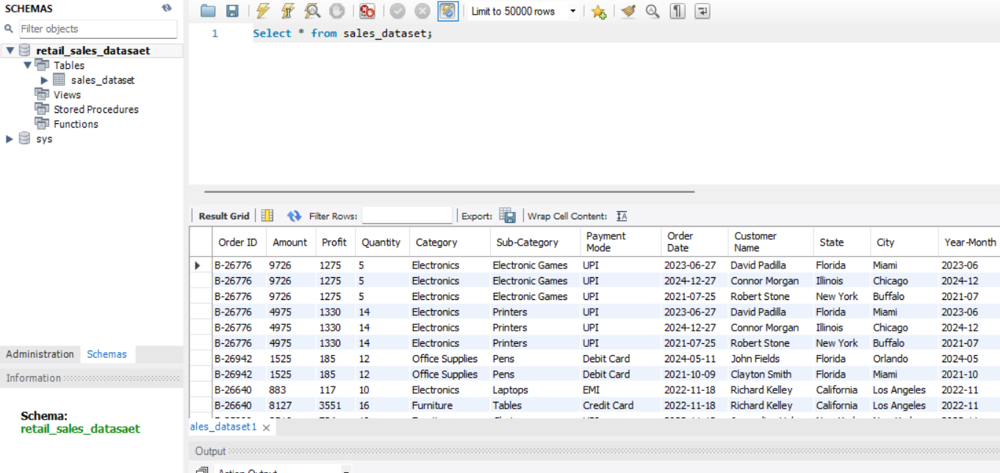 SCHEMAS
Filter objects
retail_sales_datasaet
Tables
sales_dataset
Views
Stored Procedures
Functions
sys
Administration Schemas
Information
Schema:
retail_sales_datasaet
Limit to 50000 rows
1 Select * from sales_dataset;
Result Grid Filter Rows: Export: Wrap Cell Content:
Order ID Amount Profit Quantity Category Sub-Category Payment Mode Order Date Customer Name State City Year-Month
B-26776 9726 1275 5 Electronics Electronic Games UPI 2023-06-27 David Padilla Florida Miami 2023-06
B-26776 9726 1275 5 Electronics Electronic Games UPI 2024-12-27 Connor Morgan Illinois Chicago 2024-12
B-26776 9726 1275 5 Electronics Electronic Games UPI 2021-07-25 Robert Stone New York Buffalo 2021-07
B-26776 4975 1330 14 Electronics Printers UPI 2023-06-27 David Padilla Florida Miami 2023-06
B-26776 4975 1330 14 Electronics Printers UPI 2024-12-27 Connor Morgan Illinois Chicago 2024-12
B-26776 4975 1330 14 Electronics Printers UPI 2021-07-25 Robert Stone New York Buffalo 2021-07
B-26942 1525 185 12 Office Supplies Pens Debit Card 2024-05-11 John Fields Florida Orlando 2024-05
B-26942 1525 185 12 Office Supplies Pens Debit Card 2021-10-09 Clayton Smith Florida Miami 2021-10
B-26640 883 117 10 Electronics Laptops EMI 2022-11-18 Richard Kelley California Los Angeles 2022-11
B-26640 8127 3551 16 Furniture Tables Credit Card 2022-11-18 Richard Kelley California Los Angeles 2022-11
ales_dataset1
Output
Action Output